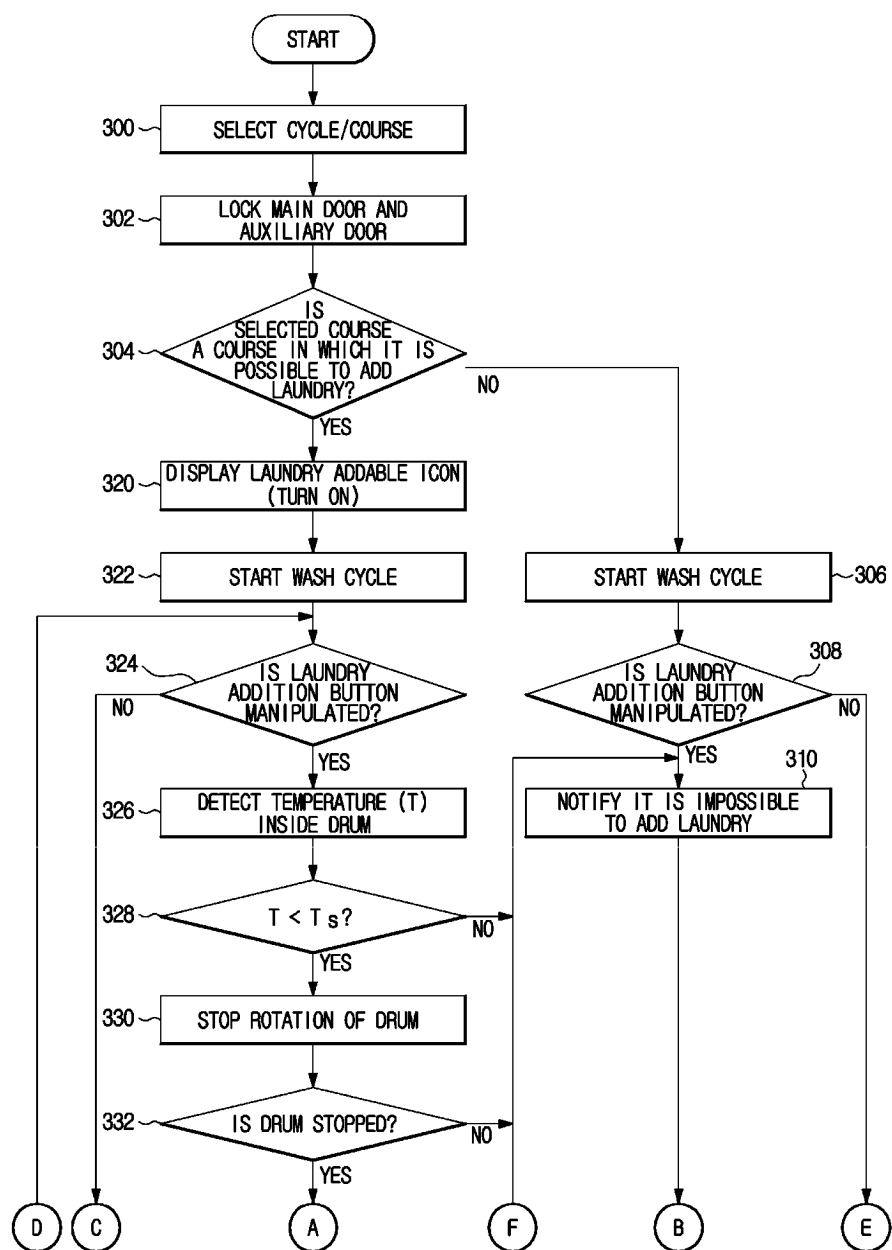 START
300
SELECT CYCLE/COURSE
302
LOCK MAIN DOOR AND
AUXILIARY DOOR
304
IS
SELECTED COURSE
A COURSE IN WHICH IT IS
POSSIBLE TO ADD
LAUNDRY?
NO
YES
320
DISPLAY LAUNDRY ADDABLE ICON
(TURN ON)
322
START WASH CYCLE
START WASH CYCLE
306
324
IS LAUNDRY
ADDITION BUTTON
MANIPULATED?
NO
YES
308
IS LAUNDRY
ADDITION BUTTON
MANIPULATED?
NO
YES
326
DETECT TEMPERATURE (T)
INSIDE DRUM
310
NOTIFY IT IS IMPOSSIBLE
TO ADD LAUNDRY
328
T < Ts?
NO
YES
330
STOP ROTATION OF DRUM
332
IS DRUM STOPPED?
NO
YES
D
C
A
F
B
E